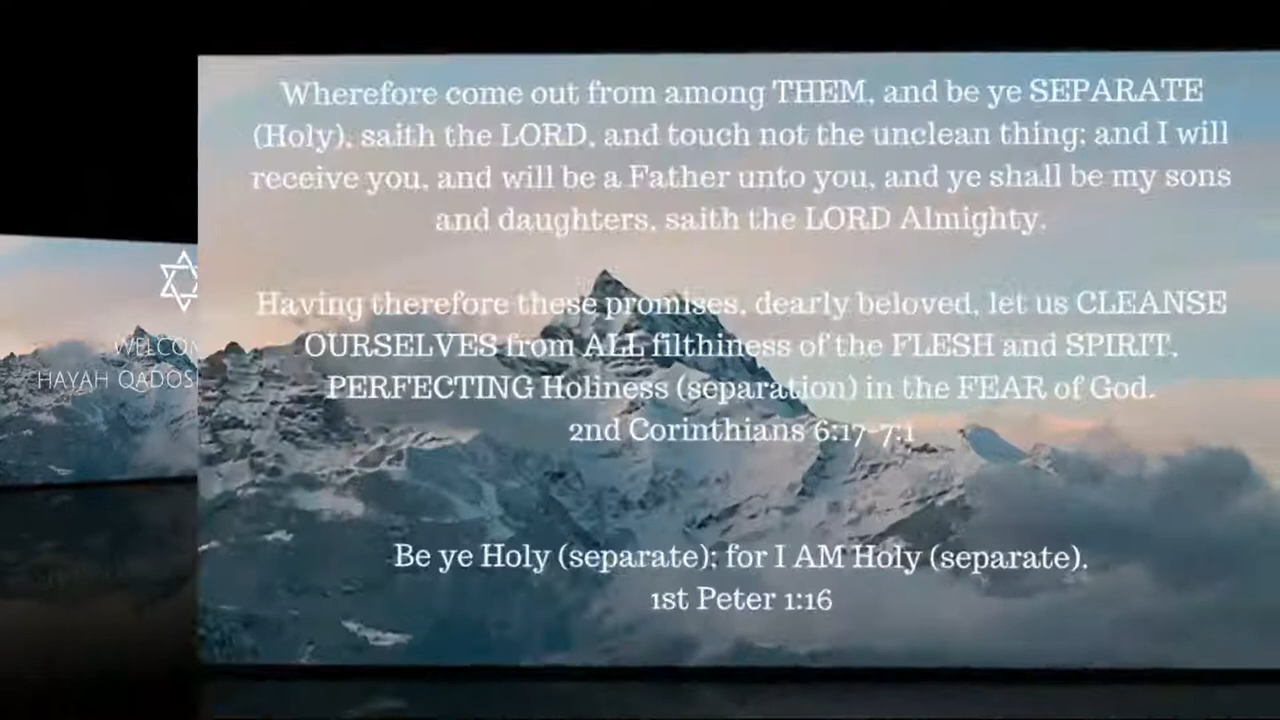 Wherefore come out from among THEM, and be ye SEPARATE
(Holy), saith the LORD, and touch not the unclean thing; and I will
receive you, and will be a Father unto you, and ye shall be my sons
and daughters, saith the LORD Almighty.
Having therefore these promises, dearly beloved, let us CLEANSE
OURSELVES from ALL filthiness of the FLESH and SPIRIT,
PERFECTING Holiness (separation) in the FEAR of God.
2nd Corinthians 6:17-7:1
Be ye Holy (separate); for I AM Holy (separate).
1st Peter 1:16
HAYAH